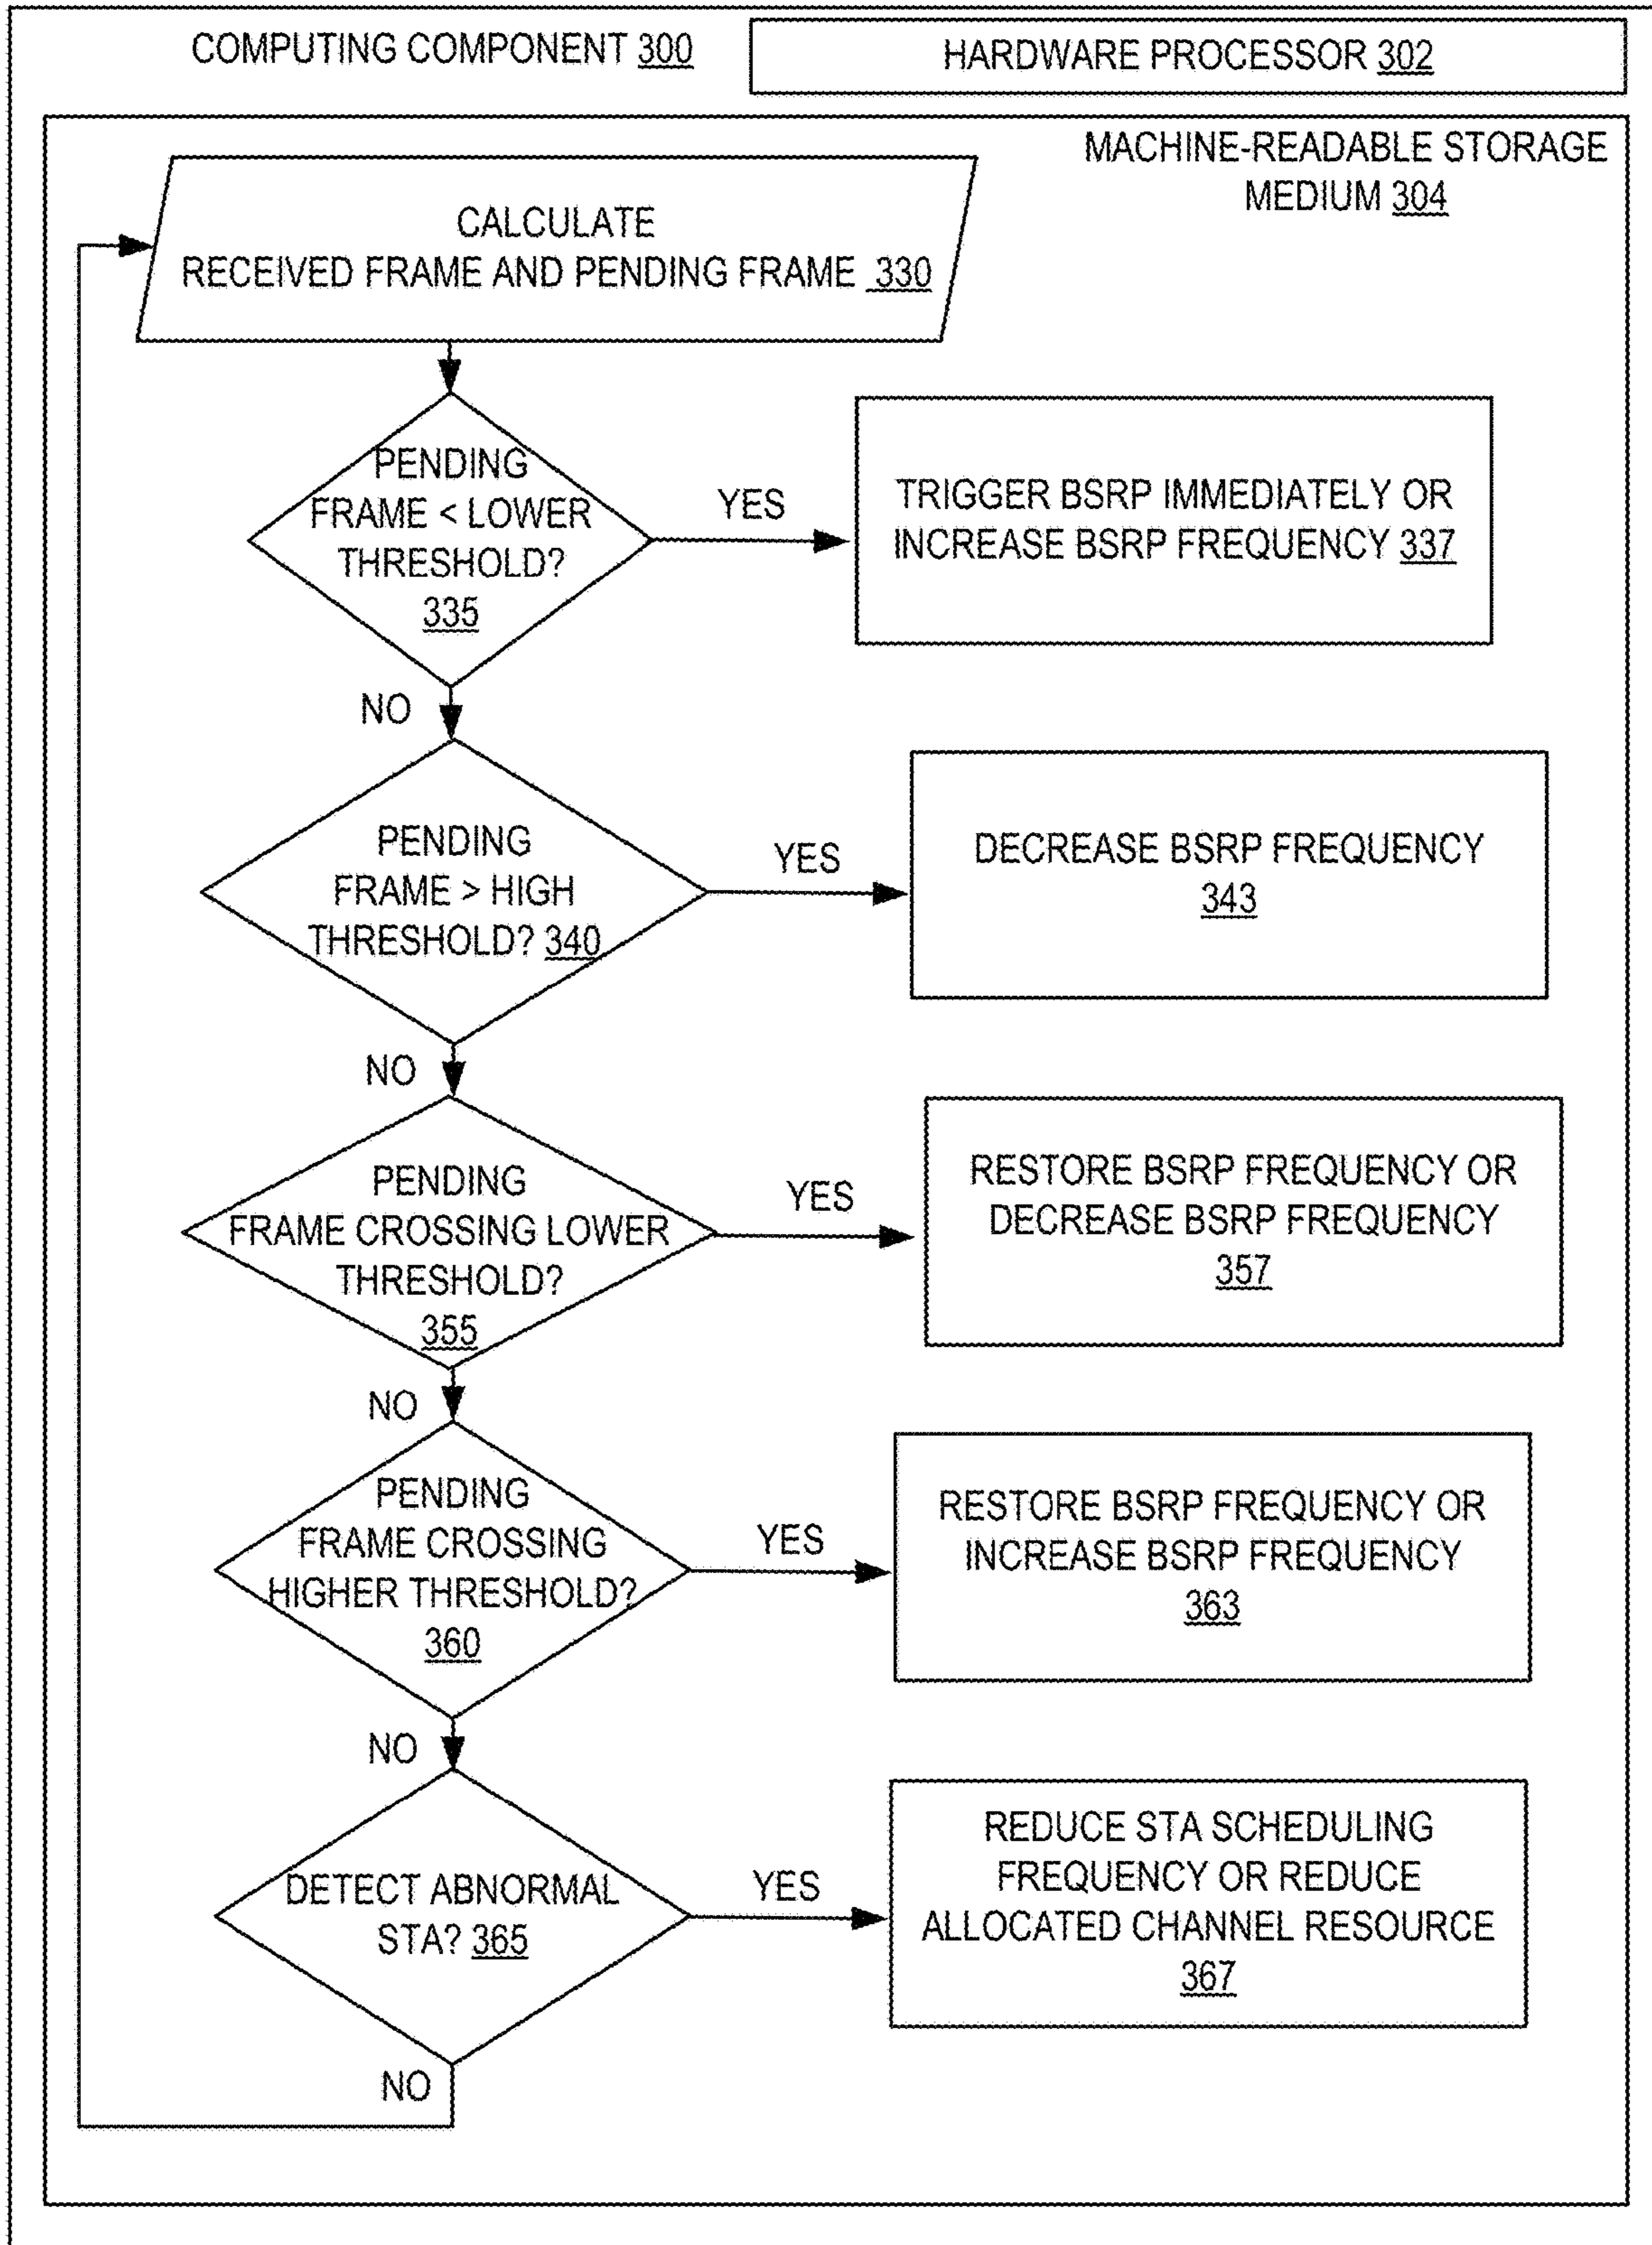 COMPUTING COMPONENT 300
HARDWARE PROCESSOR 302
MACHINE-READABLE STORAGE
MEDIUM 304
CALCULATE
RECEIVED FRAME AND PENDING FRAME 330
PENDING
FRAME < LOWER
THRESHOLD?
335
YES
TRIGGER BSRP IMMEDIATELY OR
INCREASE BSRP FREQUENCY 337
NO
PENDING
FRAME > HIGH
THRESHOLD? 340
YES
DECREASE BSRP FREQUENCY
343
NO
PENDING
FRAME CROSSING LOWER
THRESHOLD?
355
YES
RESTORE BSRP FREQUENCY OR
DECREASE BSRP FREQUENCY
357
NO
PENDING
FRAME CROSSING
HIGHER THRESHOLD?
360
YES
RESTORE BSRP FREQUENCY OR
INCREASE BSRP FREQUENCY
363
NO
DETECT ABNORMAL
STA? 365
YES
REDUCE STA SCHEDULING
FREQUENCY OR REDUCE
ALLOCATED CHANNEL RESOURCE
367
NO